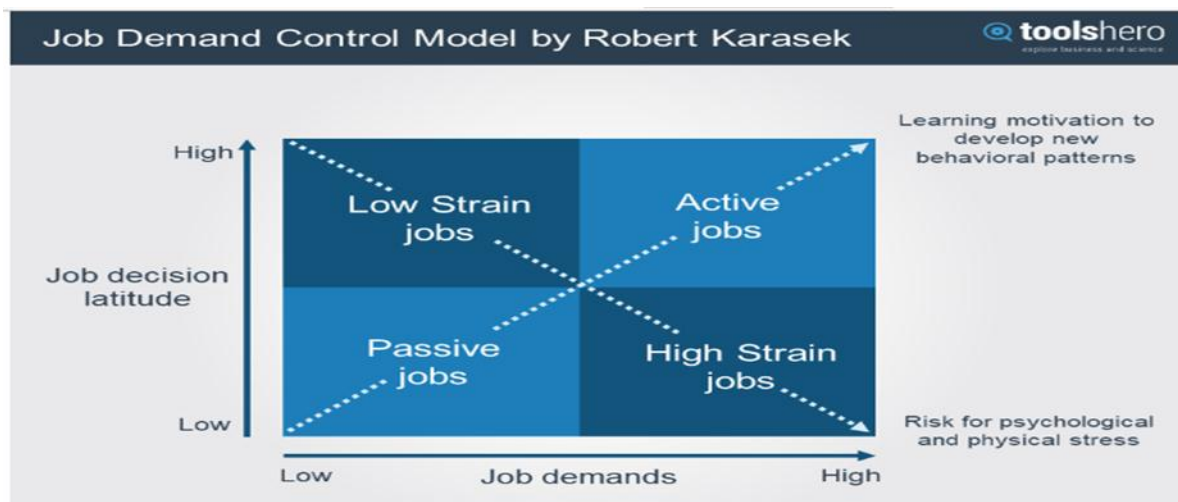 Job Demand Control Model by Robert Karasek
toolshero
explore business and science
High
Job decision
latitude
Low
Low Strain
jobs
Active
jobs
Passive
jobs
High Strain
jobs
Learning motivation to
develop new
behavioral patterns
Risk for psychological
and physical stress
Low
Job demands
High